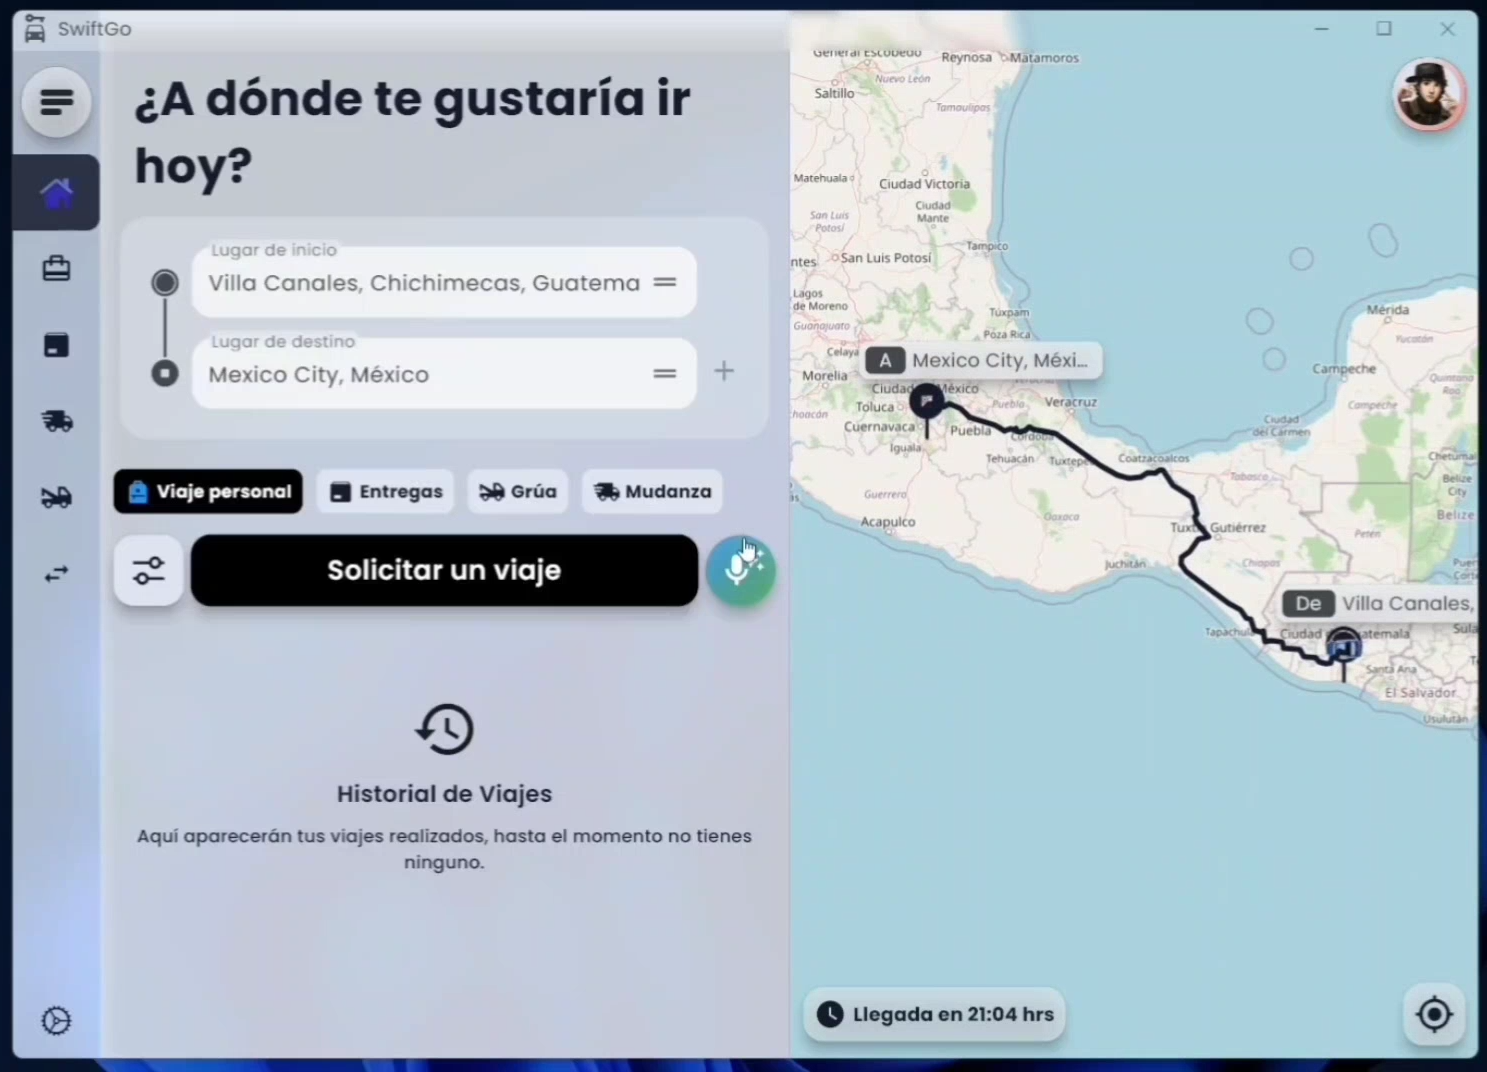 SwiftGo
¿A dónde te gustaría ir
hoy?
Lugar de inicio
Villa Canales, Chichimecas, Guatema
Lugar de destino
Mexico City, México
Viaje personal
Entregas
Grúa
Mudanza
Solicitar un viaje
Historial de Viajes
Aquí aparecerán tus viajes realizados, hasta el momento no tienes
ninguno.
General Escobedo
Reynosa
Matamoros
Nuevo León
Saltillo
Tamaulipas
Matehuala
Ciudad Victoria
San Luis
Potosí
Ciudad
Mante
Tampico
ntes
San Luis Potosí
Lagos
de Moreno
Tuxpam
Guanajuato
Poza Rica
Mérida
Yucatán
Celaya
A
Mexico City, Méxi...
Morelia
Campeche
Quintana
Roo
Ciudad
México
Toluca
Puebla
Veracruz
Campeche
Cuernavaca
Puebla
Córdoba
Ciudad
del Carmen
Iguala
Tehuacán
Tuxtepe
Coatzacoalcos
Chetumal
Tabasco
Belize
City
Guerrero
Belize
Acapulco
Oaxaca
Tuxt
Gutiérrez
Petén
Juchitán
Chiapas
De
Villa Canales,
Tapachula
Ciudad
atemala
Santa Ana
El Salvador
Usulután
Llegada en 21:04 hrs